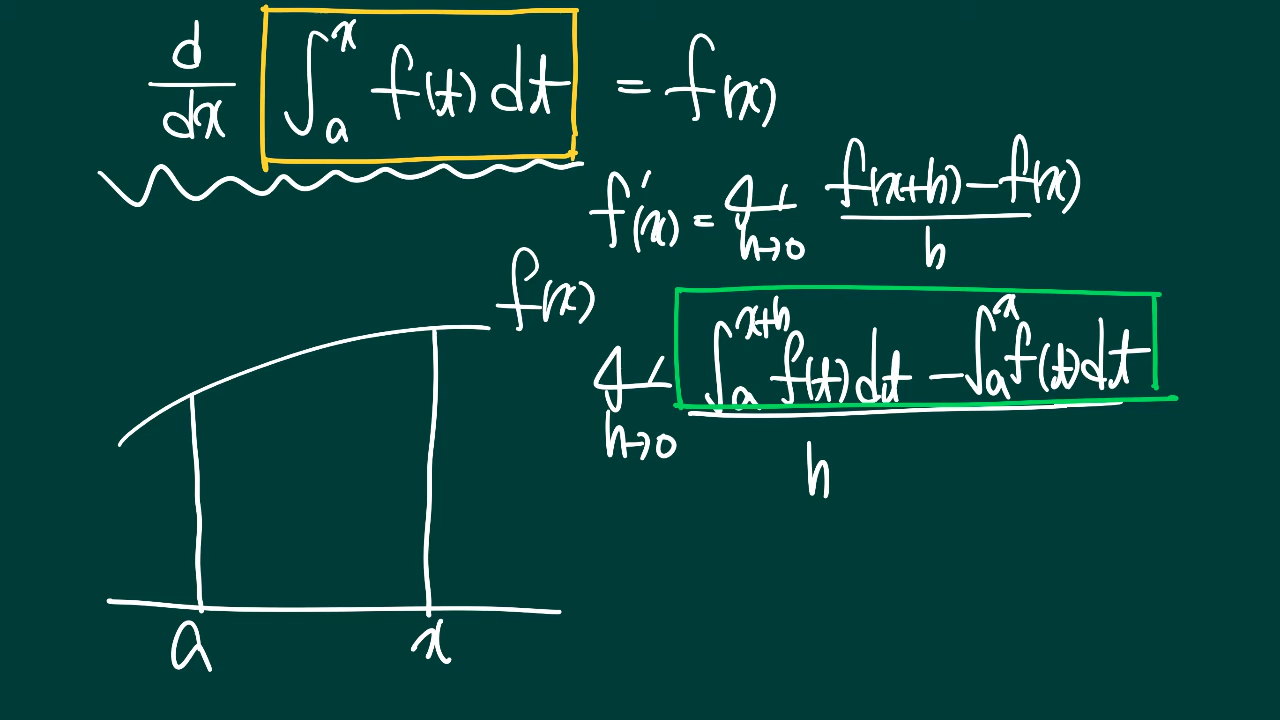 d/dx ∫_a^x f(t) dt = f(x)
f'(x) = lim_{h→0} (f(x+h) − f(x))/h
f(x)
lim_{h→0} (∫_a^{x+h} f(t) dt − ∫_a^x f(t) dt)/h
a x